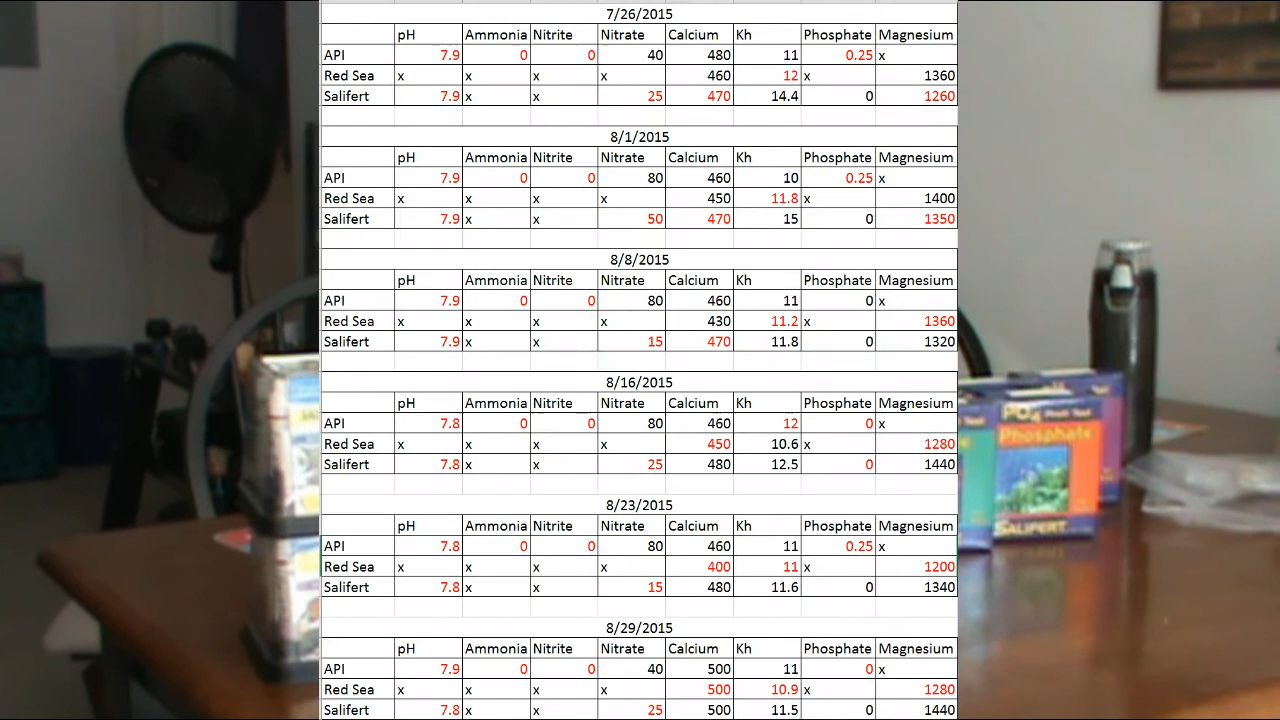 7/26/2015
pH Ammonia Nitrite Nitrate Calcium Kh Phosphate Magnesium
API 7.9 0 0 40 480 11 0.25 x
Red Sea x x x x 460 12 x 1360
Salifert 7.9 x x 25 470 14.4 0 1260
8/1/2015
pH Ammonia Nitrite Nitrate Calcium Kh Phosphate Magnesium
API 7.9 0 0 80 460 10 0.25 x
Red Sea x x x x 450 11.8 x 1400
Salifert 7.9 x x 50 470 15 0 1350
8/8/2015
pH Ammonia Nitrite Nitrate Calcium Kh Phosphate Magnesium
API 7.9 0 0 80 460 11 0 x
Red Sea x x x x 430 11.2 x 1360
Salifert 7.9 x x 15 470 11.8 0 1320
8/16/2015
pH Ammonia Nitrite Nitrate Calcium Kh Phosphate Magnesium
API 7.8 0 0 80 460 12 0 x
Red Sea x x x x 450 10.6 x 1280
Salifert 7.8 x x 25 480 12.5 0 1440
8/23/2015
pH Ammonia Nitrite Nitrate Calcium Kh Phosphate Magnesium
API 7.8 0 0 80 460 11 0.25 x
Red Sea x x x x 400 11 x 1200
Salifert 7.8 x x 15 480 11.6 0 1340
8/29/2015
pH Ammonia Nitrite Nitrate Calcium Kh Phosphate Magnesium
API 7.9 0 0 40 500 11 0 x
Red Sea x x x x 500 10.9 x 1280
Salifert 7.8 x x 25 500 11.5 0 1440
PO4 Profi Test
Phosphate
SALIFERT